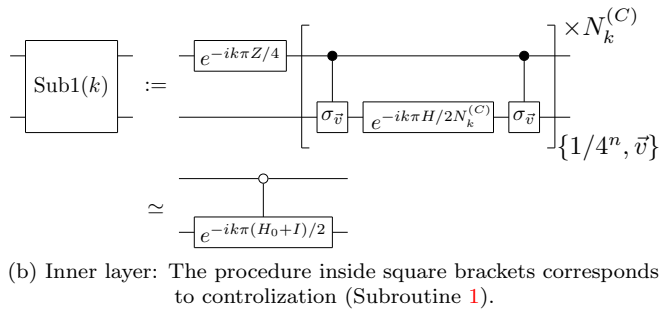 Sub1(k) := e^{-ikπZ/4} [ σ_{\vec{v}} e^{-ikπH/2N_k^{(C)}} σ_{\vec{v}} ] ×N_k^{(C)}
{1/4^n, \vec{v}}
≃ e^{-ikπ(H_0+I)/2}
(b) Inner layer: The procedure inside square brackets corresponds
to controlization (Subroutine 1).